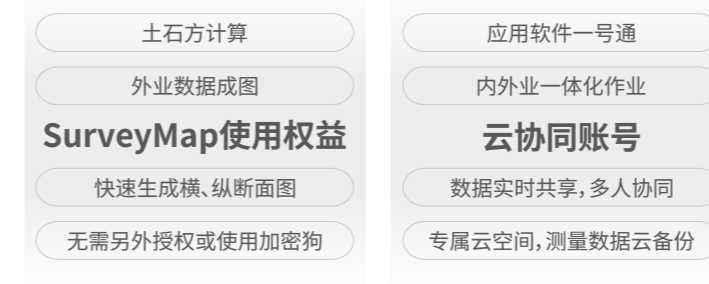 土石方计算
外业数据成图
SurveyMap使用权益
快速生成横、纵断面图
无需另外授权或使用加密狗
应用软件一号通
内外业一体化作业
云协同账号
数据实时共享,多人协同
专属云空间,测量数据云备份